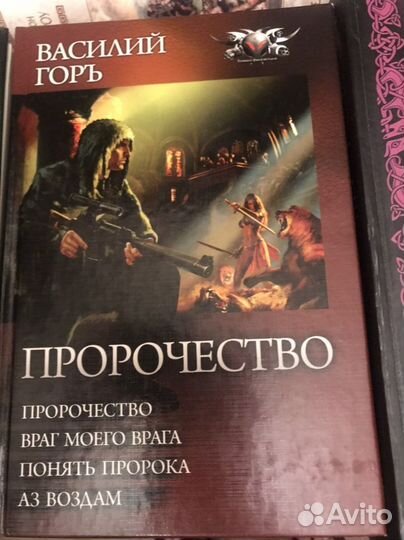 ВАСИЛИЙ
ГОРЪ
ПРОРОЧЕСТВО
ПРОРОЧЕСТВО
ВРАГ МОЕГО ВРАГА
ПОНЯТЬ ПРОРОКА
АЗ ВОЗДАМ
Avito